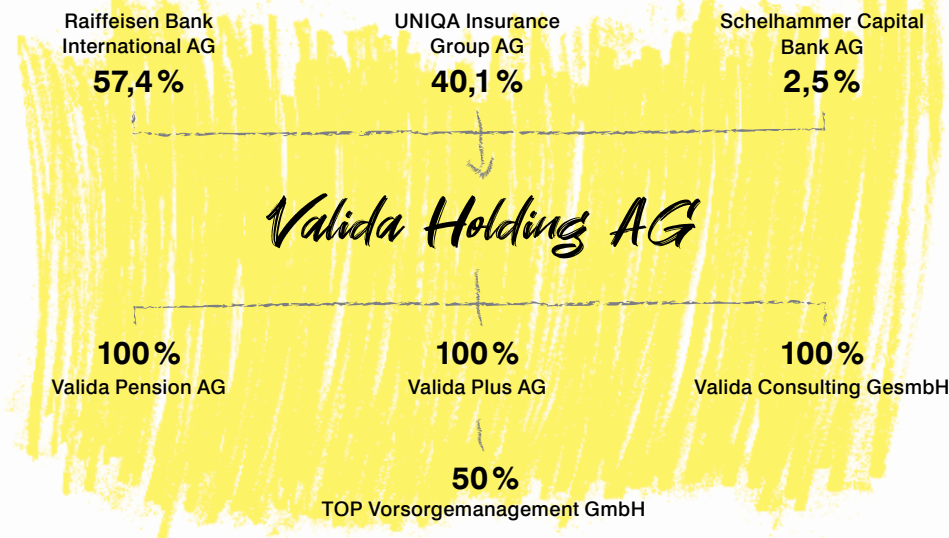 Raiffeisen Bank
International AG
57,4 %
UNIQA Insurance
Group AG
40,1 %
Schelhammer Capital
Bank AG
2,5 %
Valida Holding AG
100 %
Valida Pension AG
100 %
Valida Plus AG
100 %
Valida Consulting GesmbH
50 %
TOP Vorsorgemanagement GmbH